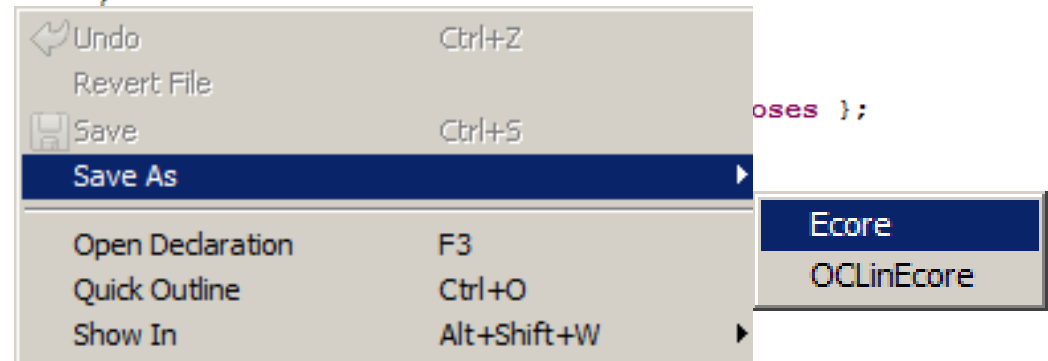 Undo Ctrl+Z
Revert File
oses };
Save Ctrl+S
Save As
Ecore
Open Declaration F3
OCLinEcore
Quick Outline Ctrl+O
Show In Alt+Shift+W